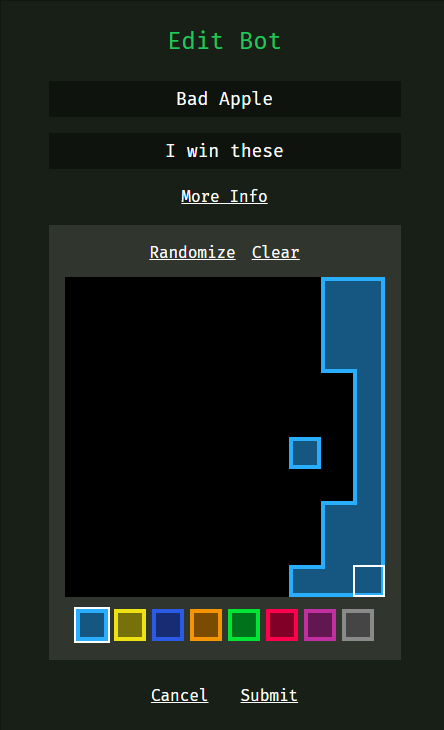 Edit Bot
Bad Apple
I win these
More Info
Randomize Clear
Cancel Submit